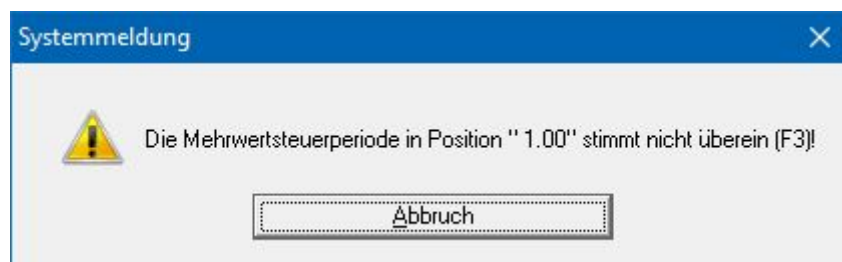 Systemmeldung
Die Mehrwertsteuerperiode in Position " 1.00" stimmt nicht überein (F3)!
Abbruch